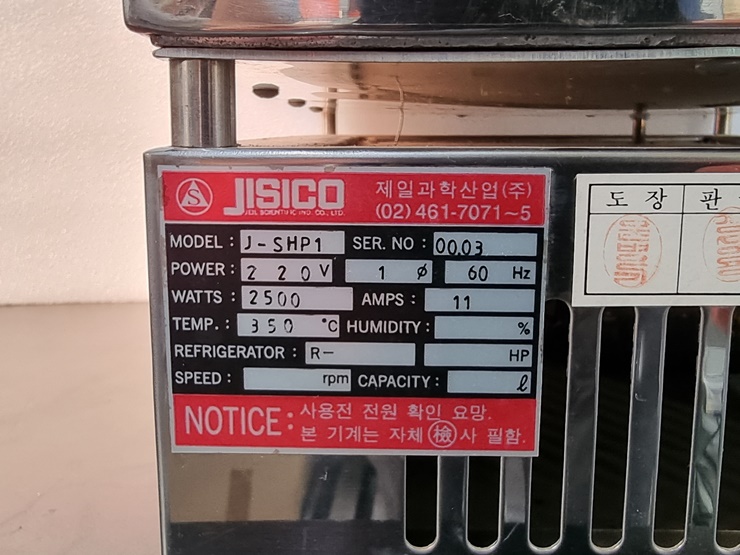 S JISICO 제일과학산업(주)
JEIL SCIENTIFIC IND. CO., LTD. (02) 461-7071~5
MODEL : J-SHP1 SER. NO : 00.03
POWER : 220V 1 ø 60 Hz
WATTS : 2500 AMPS : 11
TEMP. : 350 °C HUMIDITY : %
REFRIGERATOR : R- HP
SPEED : rpm CAPACITY : ℓ
NOTICE : 사용전 전원 확인 요망.
본 기계는 자체 檢 사 필함.
도 장 판